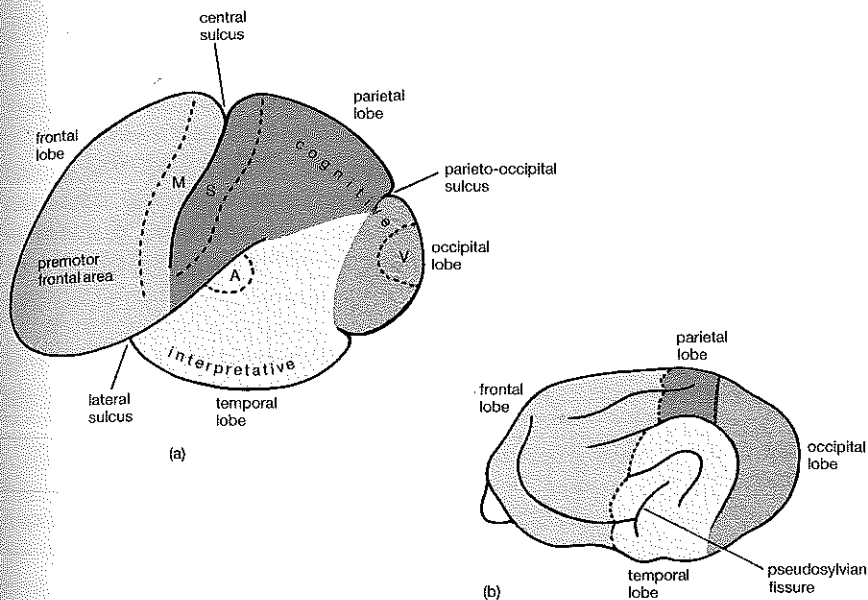 central
sulcus
parietal
lobe
frontal
lobe
M
S
cognitive
parieto-occipital
sulcus
premotor
frontal area
A
V
occipital
lobe
interpretative
lateral
sulcus
temporal
lobe
(a)
parietal
lobe
frontal
lobe
occipital
lobe
temporal
lobe
pseudosylvian
fissure
(b)